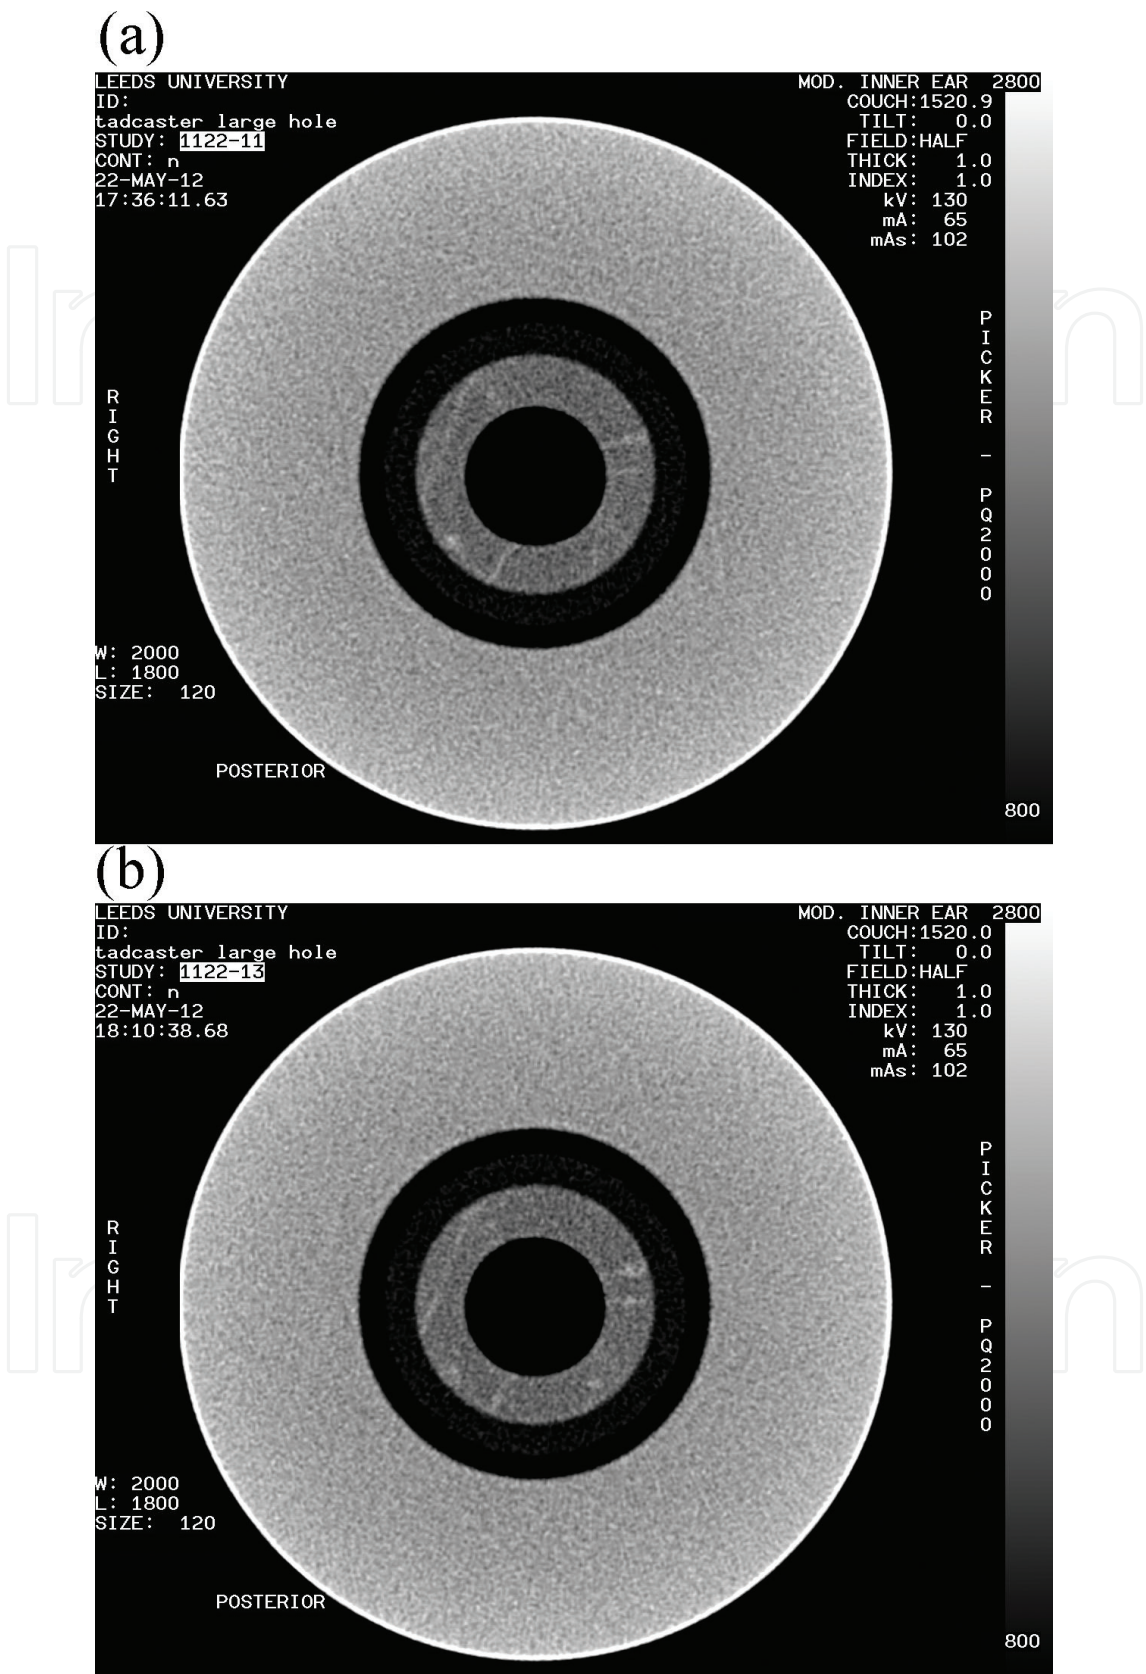 (a)
LEEDS UNIVERSITY
ID:
tadcaster large hole
STUDY: 1122-11
CONT: n
22-MAY-12
17:36:11.63
MOD. INNER EAR 2800
COUCH:1520.9
TILT: 0.0
FIELD:HALF
THICK: 1.0
INDEX: 1.0
kV: 130
mA: 65
mAs: 102
RIGHT
PICKER - PQ2000
W: 2000
L: 1800
SIZE: 120
POSTERIOR
800
(b)
LEEDS UNIVERSITY
ID:
tadcaster large hole
STUDY: 1122-13
CONT: n
22-MAY-12
18:10:38.68
MOD. INNER EAR 2800
COUCH:1520.0
TILT: 0.0
FIELD:HALF
THICK: 1.0
INDEX: 1.0
kV: 130
mA: 65
mAs: 102
RIGHT
PICKER - PQ2000
W: 2000
L: 1800
SIZE: 120
POSTERIOR
800